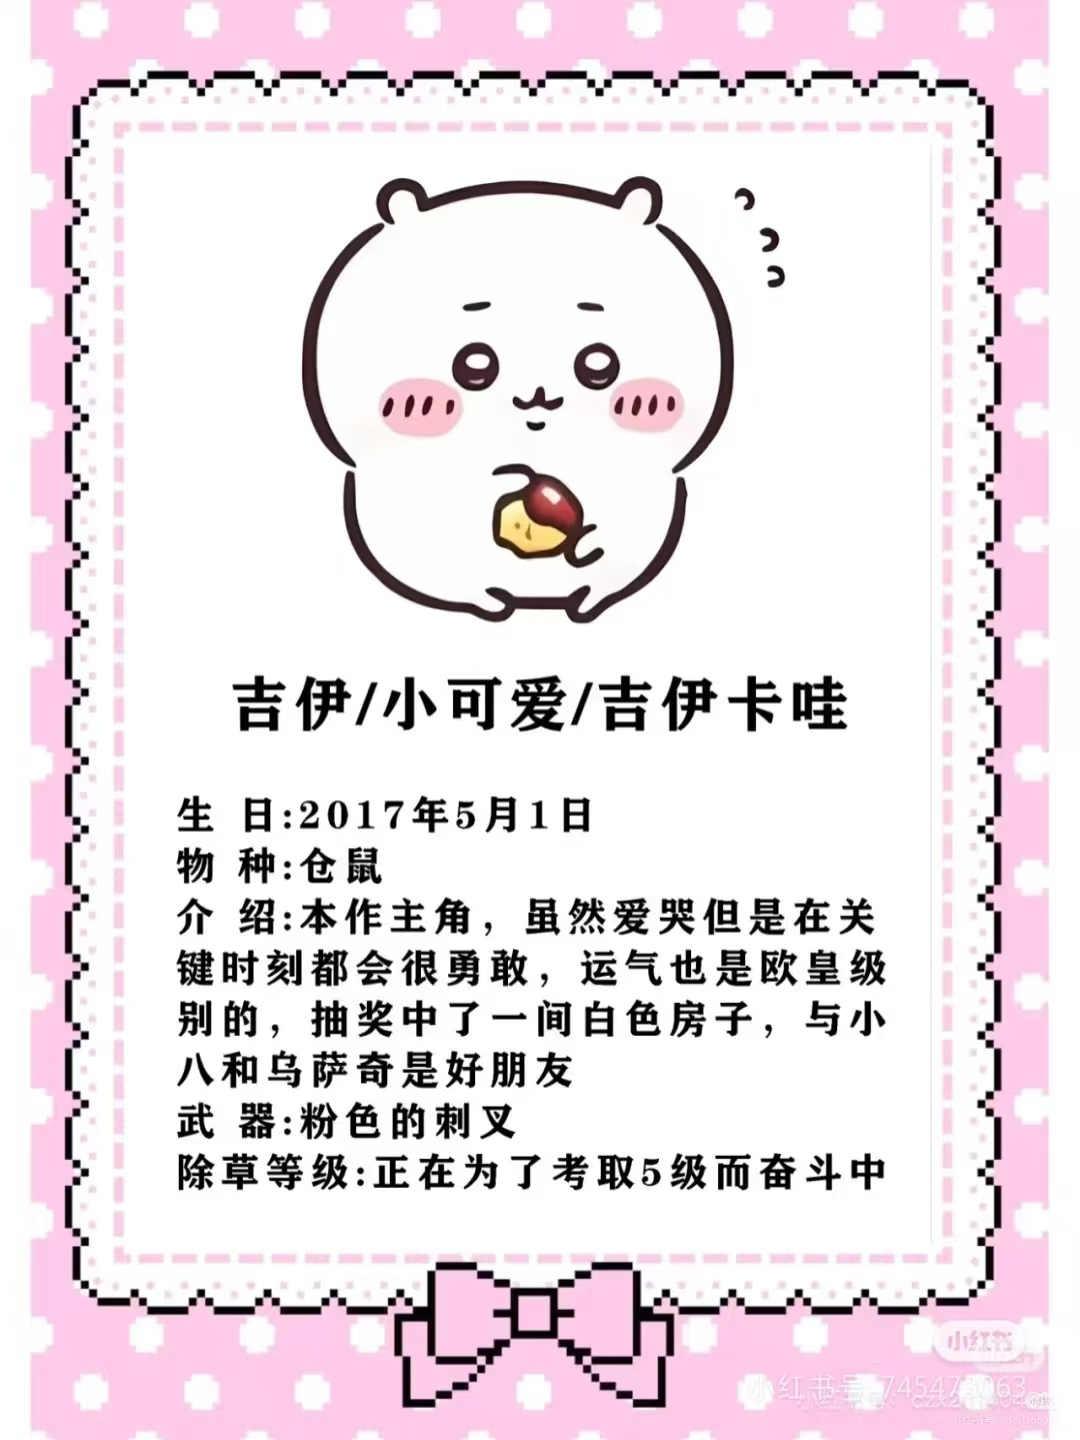 吉伊/小可爱/吉伊卡哇
生 日:2017年5月1日
物 种:仓鼠
介 绍:本作主角，虽然爱哭但是在关
键时刻都会很勇敢，运气也是欧皇级
别的，抽奖中了一间白色房子，与小
八和乌萨奇是好朋友
武 器:粉色的刺叉
除草等级:正在为了考取5级而奋斗中
小红书
小红书号:745473063